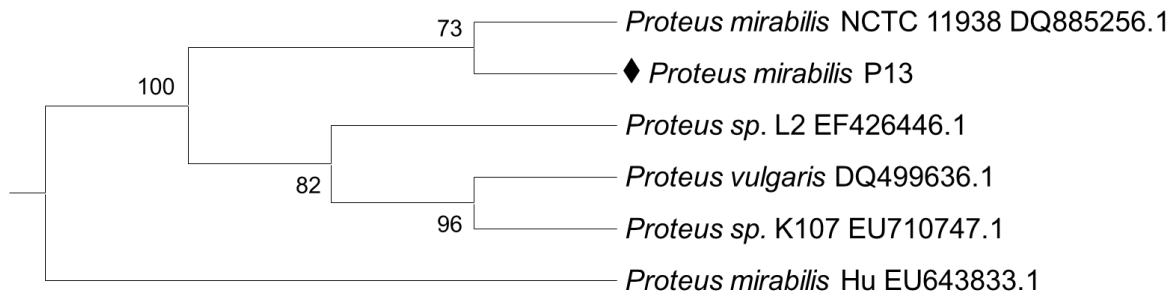 Proteus mirabilis NCTC 11938 DQ885256.1
73
Proteus mirabilis P13
100
Proteus sp. L2 EF426446.1
82
Proteus vulgaris DQ499636.1
96
Proteus sp. K107 EU710747.1
Proteus mirabilis Hu EU643833.1